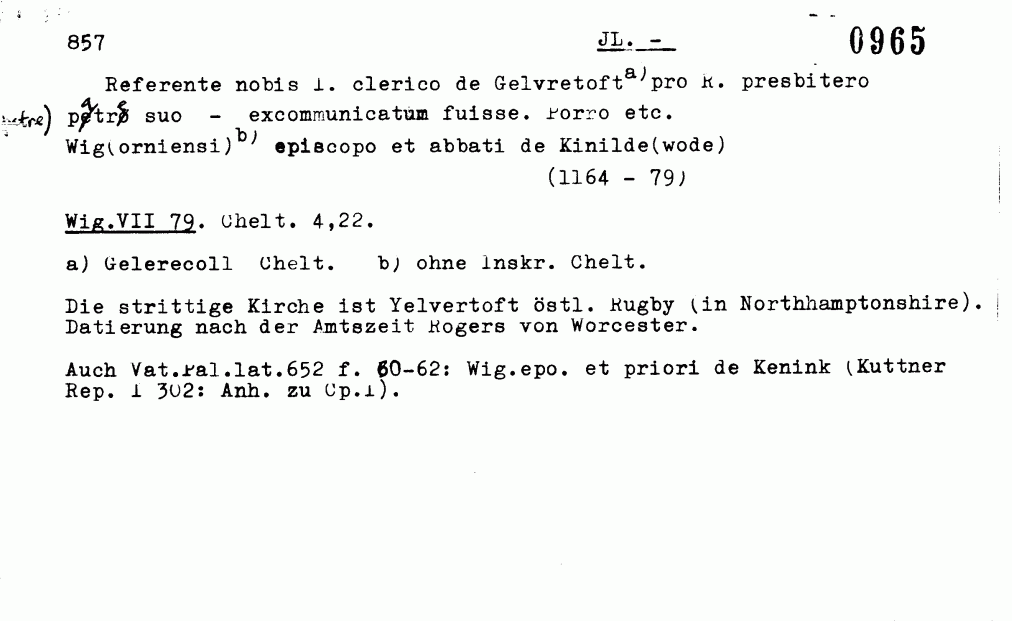 857 JL. - 0965
Referente nobis I. clerico de Gelvretoft a) pro R. presbitero
patre suo - excommunicatum fuisse. Porro etc.
Wig(orniensi) b) episcopo et abbati de Kinilde(wode)
(1164 - 79)
Wig.VII 79. Chelt. 4,22.
a) Gelerecoll Chelt. b) ohne Inskr. Chelt.
Die strittige Kirche ist Yelvertoft östl. Rugby (in Northhamptonshire).
Datierung nach der Amtszeit Rogers von Worcester.
Auch Vat.Pal.lat.652 f. 60-62: Wig.epo. et priori de Kenink (Kuttner
Rep. I 302: Anh. zu Cp.I).